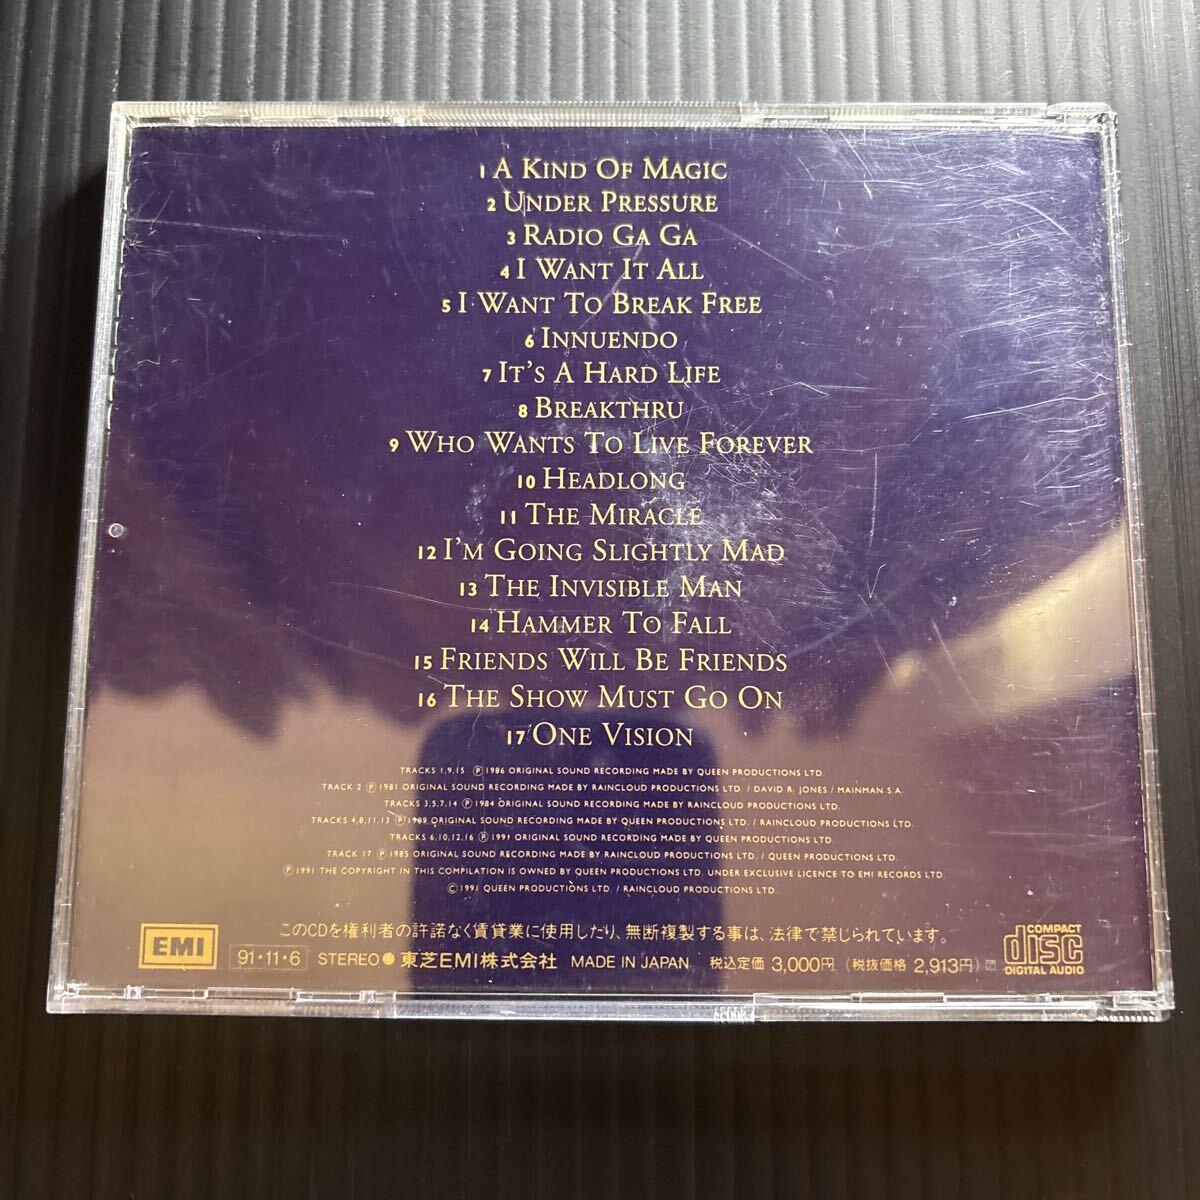 1 A KIND OF MAGIC
2 UNDER PRESSURE
3 RADIO GA GA
4 I WANT IT ALL
5 I WANT TO BREAK FREE
6 INNUENDO
7 IT'S A HARD LIFE
8 BREAKTHRU
9 WHO WANTS TO LIVE FOREVER
10 HEADLONG
11 THE MIRACLE
12 I'M GOING SLIGHTLY MAD
13 THE INVISIBLE MAN
14 HAMMER TO FALL
15 FRIENDS WILL BE FRIENDS
16 THE SHOW MUST GO ON
17 ONE VISION
TRACKS 1,9,15 Ⓟ 1986 ORIGINAL SOUND RECORDING MADE BY QUEEN PRODUCTIONS LTD.
TRACK 2 Ⓟ 1981 ORIGINAL SOUND RECORDING MADE BY RAINCLOUD PRODUCTIONS LTD. / DAVID R. JONES / MAINMAN S.A.
TRACKS 3,5,7,14 Ⓟ 1984 ORIGINAL SOUND RECORDING MADE BY RAINCLOUD PRODUCTIONS LTD.
TRACKS 4,8,11,13 Ⓟ 1989 ORIGINAL SOUND RECORDING MADE BY QUEEN PRODUCTIONS LTD. / RAINCLOUD PRODUCTIONS LTD.
TRACKS 6,10,12,16 Ⓟ 1991 ORIGINAL SOUND RECORDING MADE BY QUEEN PRODUCTIONS LTD.
TRACK 17 Ⓟ 1985 ORIGINAL SOUND RECORDING MADE BY RAINCLOUD PRODUCTIONS LTD. / QUEEN PRODUCTIONS LTD.
Ⓟ 1991 THE COPYRIGHT IN THIS COMPILATION IS OWNED BY QUEEN PRODUCTIONS LTD. UNDER EXCLUSIVE LICENCE TO EMI RECORDS LTD.
© 1991 QUEEN PRODUCTIONS LTD. / RAINCLOUD PRODUCTIONS LTD.
このCDを権利者の許諾なく賃貸業に使用したり、無断複製する事は、法律で禁じられています。
EMI 91・11・6 STEREO ● 東芝EMI株式会社 MADE IN JAPAN 税込定価 3,000円 (税抜価格 2,913円)
COMPACT disc DIGITAL AUDIO